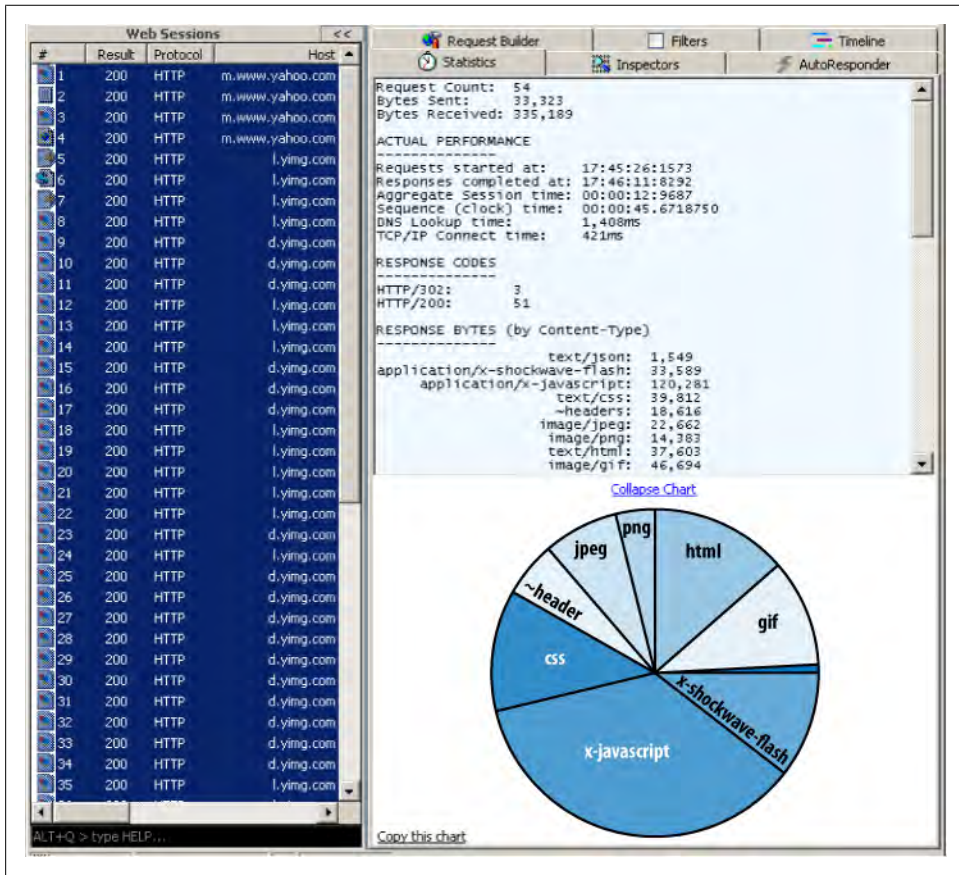 Web Sessions <<
# Result Protocol Host
1 200 HTTP m.www.yahoo.com
2 200 HTTP m.www.yahoo.com
3 200 HTTP m.www.yahoo.com
4 200 HTTP m.www.yahoo.com
5 200 HTTP l.yimg.com
6 200 HTTP l.yimg.com
7 200 HTTP l.yimg.com
8 200 HTTP l.yimg.com
9 200 HTTP d.yimg.com
10 200 HTTP d.yimg.com
11 200 HTTP d.yimg.com
12 200 HTTP l.yimg.com
13 200 HTTP l.yimg.com
14 200 HTTP l.yimg.com
15 200 HTTP d.yimg.com
16 200 HTTP d.yimg.com
17 200 HTTP d.yimg.com
18 200 HTTP l.yimg.com
19 200 HTTP l.yimg.com
20 200 HTTP l.yimg.com
21 200 HTTP l.yimg.com
22 200 HTTP l.yimg.com
23 200 HTTP d.yimg.com
24 200 HTTP l.yimg.com
25 200 HTTP d.yimg.com
26 200 HTTP d.yimg.com
27 200 HTTP d.yimg.com
28 200 HTTP d.yimg.com
29 200 HTTP d.yimg.com
30 200 HTTP d.yimg.com
31 200 HTTP d.yimg.com
32 200 HTTP d.yimg.com
33 200 HTTP d.yimg.com
34 200 HTTP d.yimg.com
35 200 HTTP l.yimg.com
ALT+Q > type HELP...
Request Builder Filters Timeline
Statistics Inspectors AutoResponder
Request Count: 54
Bytes Sent: 33,323
Bytes Received: 335,189
ACTUAL PERFORMANCE
--------------
Requests started at: 17:45:26:1573
Responses completed at: 17:46:11:8292
Aggregate Session time: 00:00:12:9687
Sequence (clock) time: 00:00:45.6718750
DNS Lookup time: 1,408ms
TCP/IP Connect time: 421ms
RESPONSE CODES
--------------
HTTP/302: 3
HTTP/200: 51
RESPONSE BYTES (by Content-Type)
--------------
text/json: 1,549
application/x-shockwave-flash: 33,589
application/x-javascript: 120,281
text/css: 39,812
~headers: 18,616
image/jpeg: 22,662
image/png: 14,383
text/html: 37,603
image/gif: 46,694
Collapse Chart
png
jpeg
html
~header
gif
css
x-shockwave-flash
x-javascript
Copy this chart